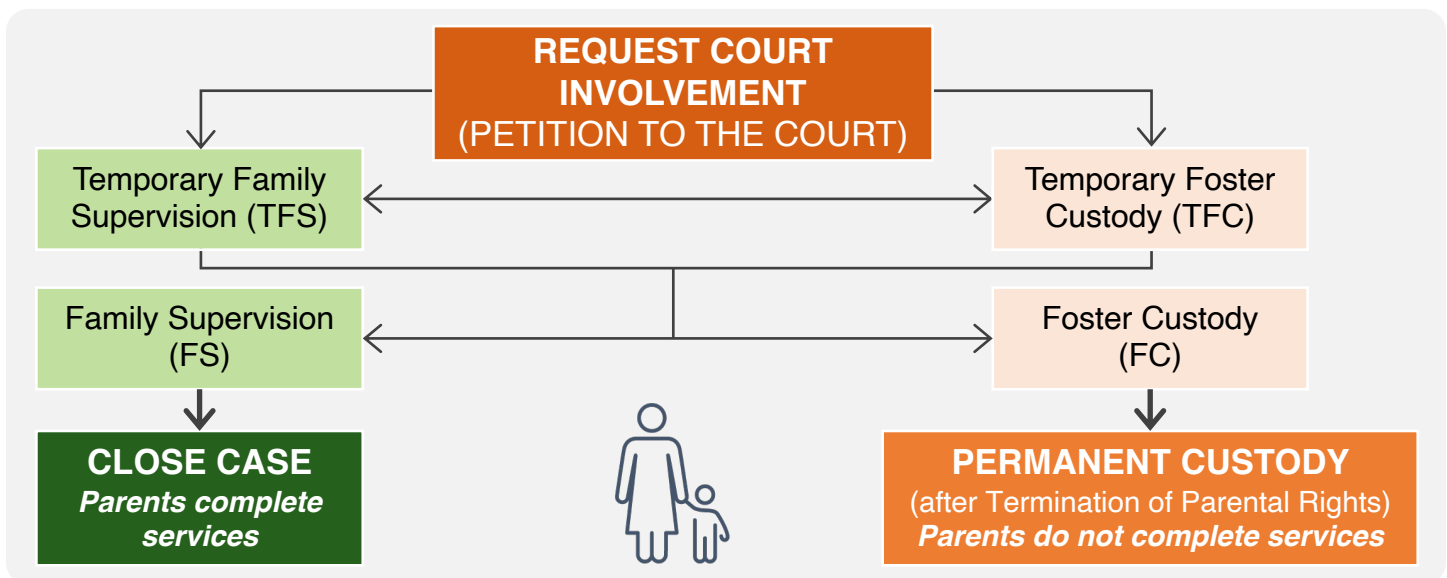 REQUEST COURT
INVOLVEMENT
(PETITION TO THE COURT)
Temporary Family
Supervision (TFS)
Temporary Foster
Custody (TFC)
Family Supervision
(FS)
Foster Custody
(FC)
CLOSE CASE
Parents complete
services
PERMANENT CUSTODY
(after Termination of Parental Rights)
Parents do not complete services